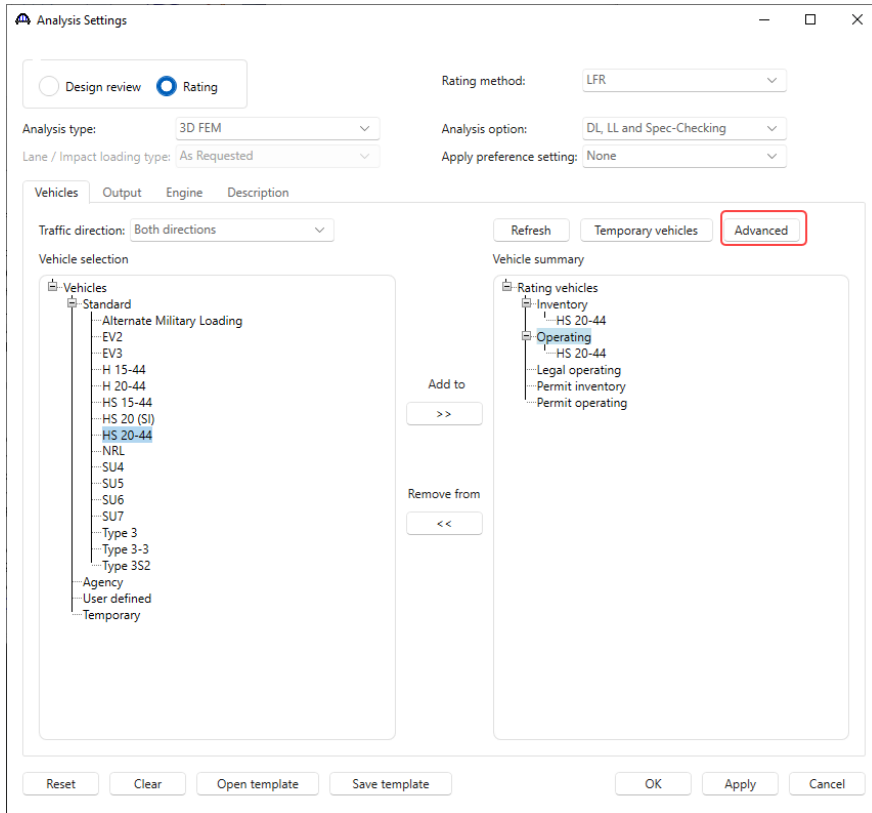 Analysis Settings
Design review
Rating
Rating method:
LFR
Analysis type:
3D FEM
Analysis option:
DL, LL and Spec-Checking
Lane / Impact loading type:
As Requested
Apply preference setting:
None
Vehicles
Output
Engine
Description
Traffic direction:
Both directions
Refresh
Temporary vehicles
Advanced
Vehicle selection
Vehicles
Standard
Alternate Military Loading
EV2
EV3
H 15-44
H 20-44
HS 15-44
HS 20 (SI)
HS 20-44
NRL
SU4
SU5
SU6
SU7
Type 3
Type 3-3
Type 3S2
Agency
User defined
Temporary
Add to
>>
Remove from
<<
Vehicle summary
Rating vehicles
Inventory
HS 20-44
Operating
HS 20-44
Legal operating
Permit inventory
Permit operating
Reset
Clear
Open template
Save template
OK
Apply
Cancel